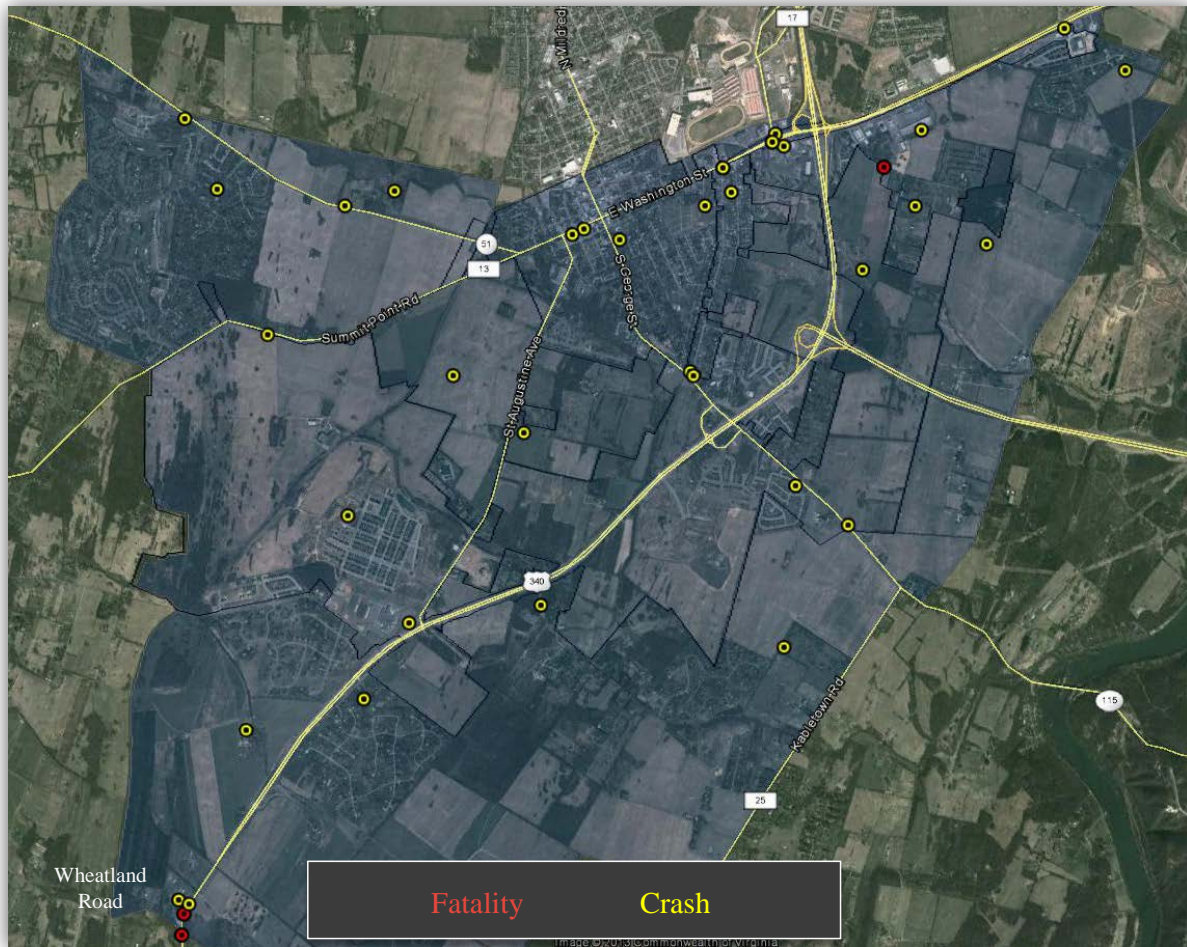 17
N Mildred
E Washington St
51
13
Summit Point Rd
S George St
St Augustine Ave
340
115
Kabletown Rd
25
Wheatland
Road
Fatality Crash
Image © 2013 Commonwealth of Virginia